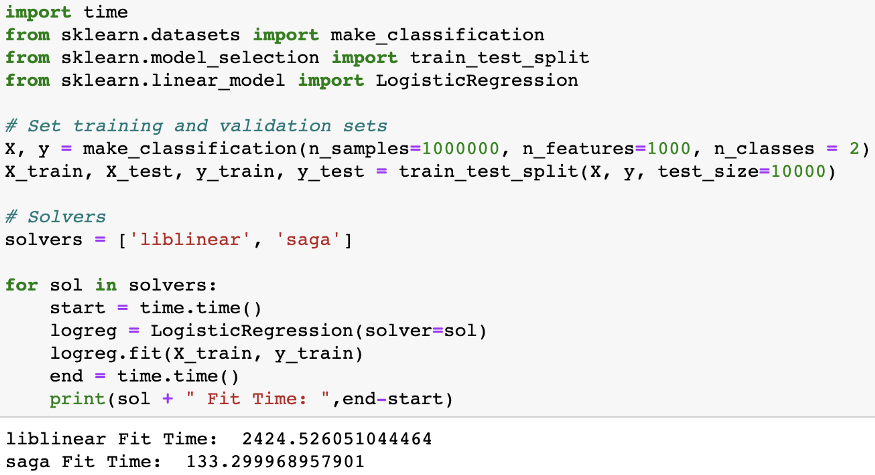 import time
from sklearn.datasets import make_classification
from sklearn.model_selection import train_test_split
from sklearn.linear_model import LogisticRegression

# Set training and validation sets
X, y = make_classification(n_samples=1000000, n_features=1000, n_classes = 2)
X_train, X_test, y_train, y_test = train_test_split(X, y, test_size=10000)

# Solvers
solvers = ['liblinear', 'saga']

for sol in solvers:
    start = time.time()
    logreg = LogisticRegression(solver=sol)
    logreg.fit(X_train, y_train)
    end = time.time()
    print(sol + " Fit Time: ",end-start)

liblinear Fit Time:  2424.526051044464
saga Fit Time:  133.299968957901